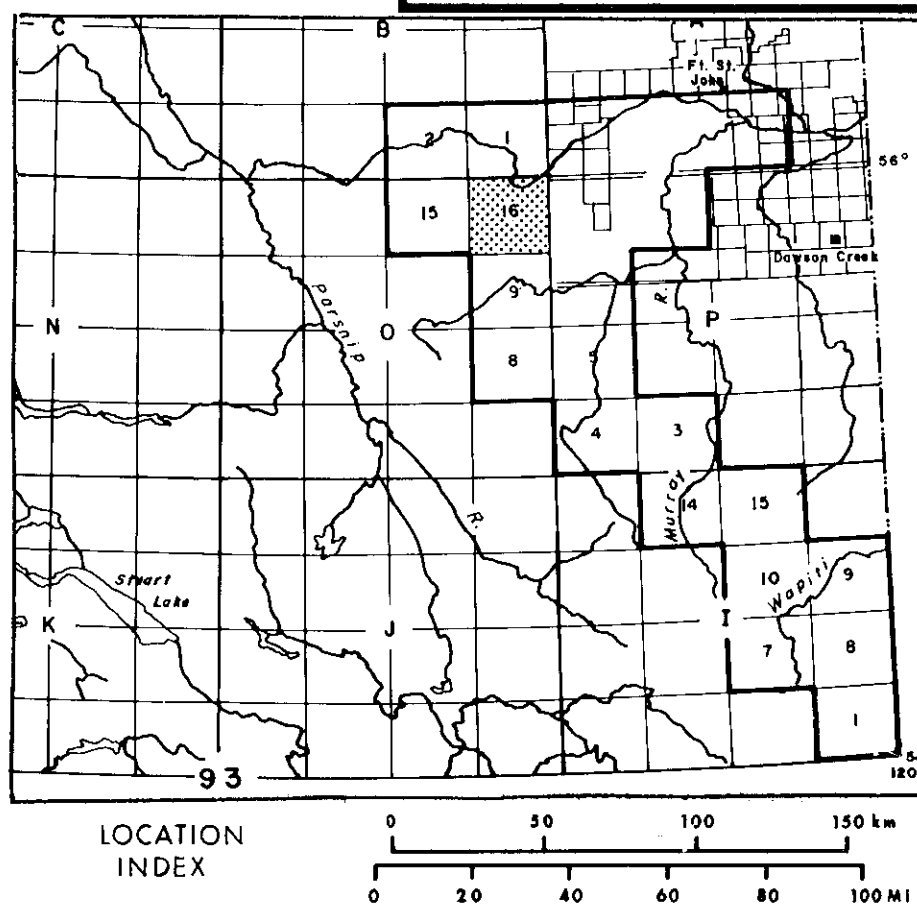 C
B
A
Ft. St.
John
2
1
56°
15
16
Dawson Creek
9
Parsnip
R.
N
O
P
R.
8
5
4
3
Murray
14
15
Stuart
Lake
10
9
Wapiti
K
J
I
7
8
1
93
120
LOCATION
INDEX
0 50 100 150 km
0 20 40 60 80 100 Mi